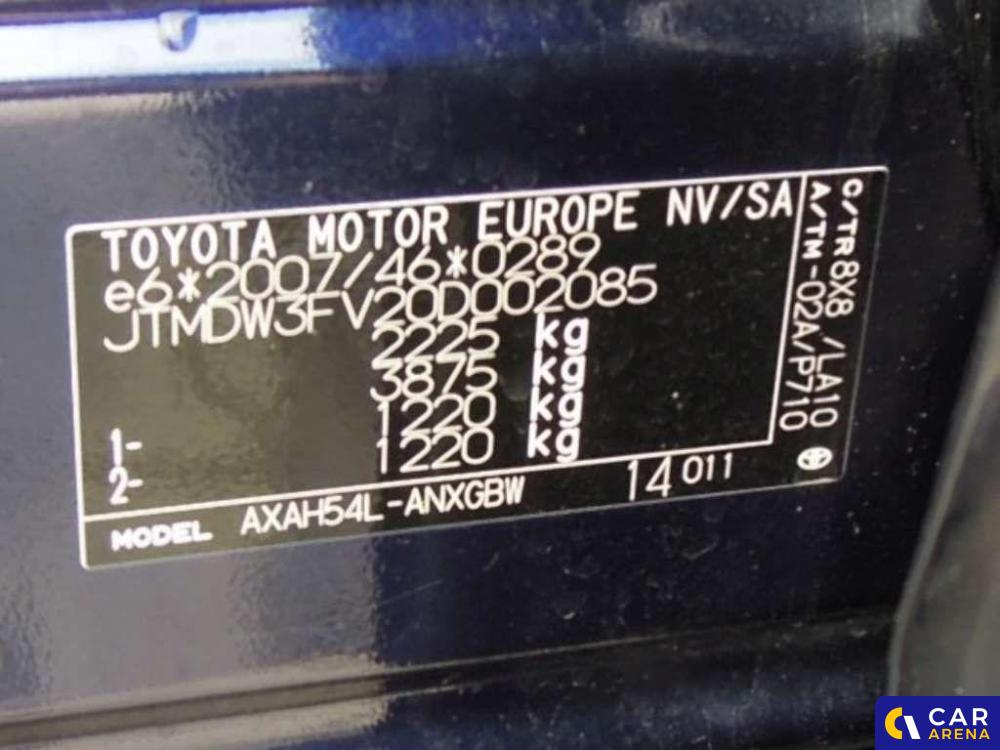 TOYOTA MOTOR EUROPE NV/SA
e6*2007/46*0289
JTMDW3FV20D002085
2225 kg
3875 kg
1- 1220 kg
2- 1220 kg
MODEL AXAH54L-ANXGBW 14 011
C/TR 8X8 /LA10
A/TM-02A/P710
CAR
ARENA